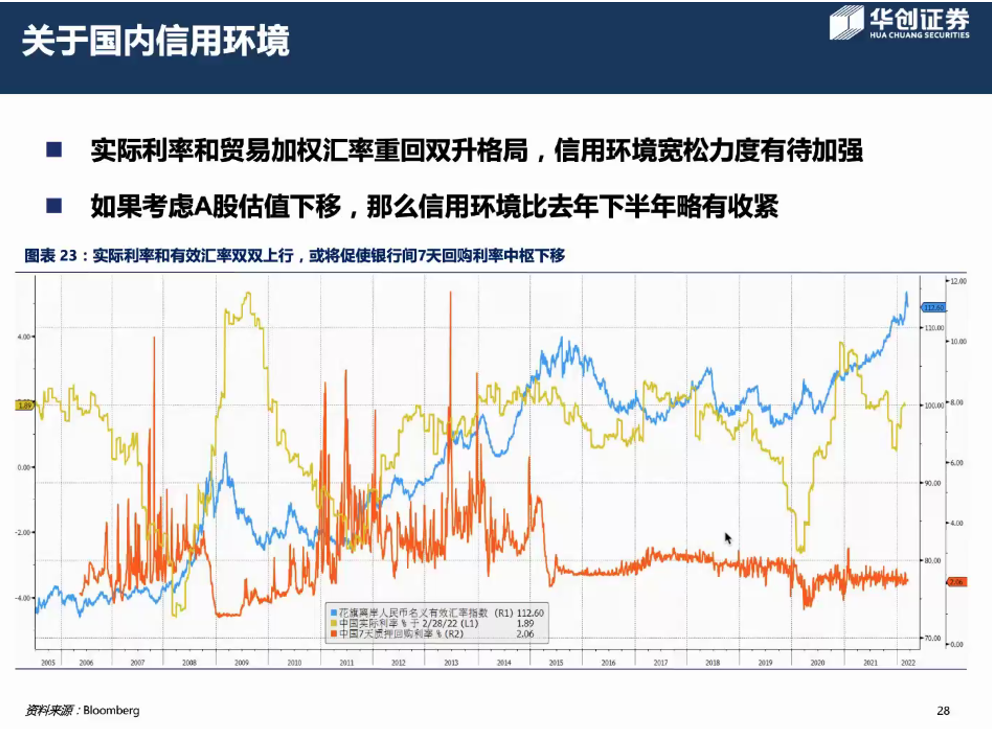 关于国内信用环境
华创证券
HUA CHUANG SECURITIES
■ 实际利率和贸易加权汇率重回双升格局，信用环境宽松力度有待加强
■ 如果考虑A股估值下移，那么信用环境比去年下半年略有收紧
图表 23：实际利率和有效汇率双双上行，或将促使银行间7天回购利率中枢下移
12.00
112.60
4.00 110.00 10.00
1.89 100.00 8.00
0.00 6.00
90.00
-2.00 4.00
80.00
-4.00 2.06
花旗离岸人民币名义有效汇率指数 (R1) 112.60
中国实际利率 % 于 2/28/22 (L1) 1.89
中国7天质押回购利率 % (R2) 2.06
70.00 0.00
2005 2006 2007 2008 2009 2010 2011 2012 2013 2014 2015 2016 2017 2018 2019 2020 2021 2022
资料来源：Bloomberg
28